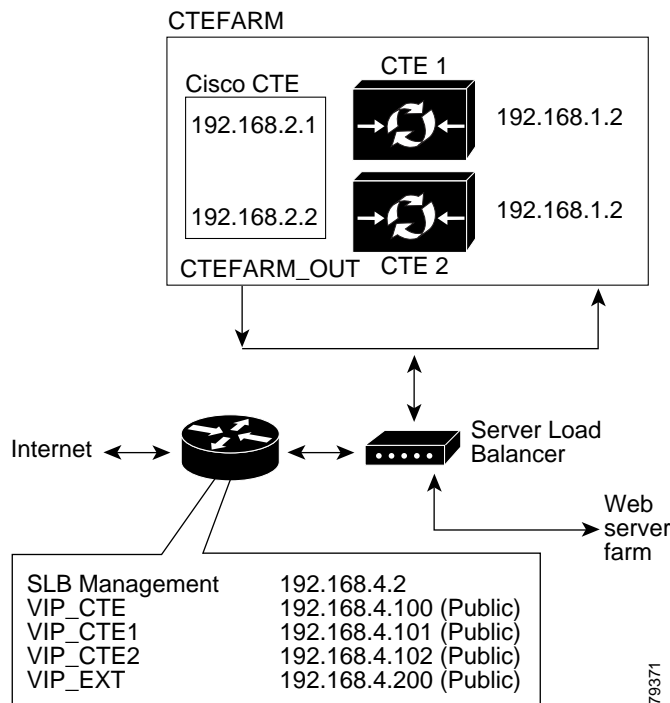 CTEFARM
CTE 1
Cisco CTE
192.168.2.1
192.168.1.2
192.168.2.2
192.168.1.2
CTEFARM_OUT
CTE 2
Internet
Server Load
Balancer
Web
server
farm
SLB Management 192.168.4.2
VIP_CTE 192.168.4.100 (Public)
VIP_CTE1 192.168.4.101 (Public)
VIP_CTE2 192.168.4.102 (Public)
VIP_EXT 192.168.4.200 (Public)
79371